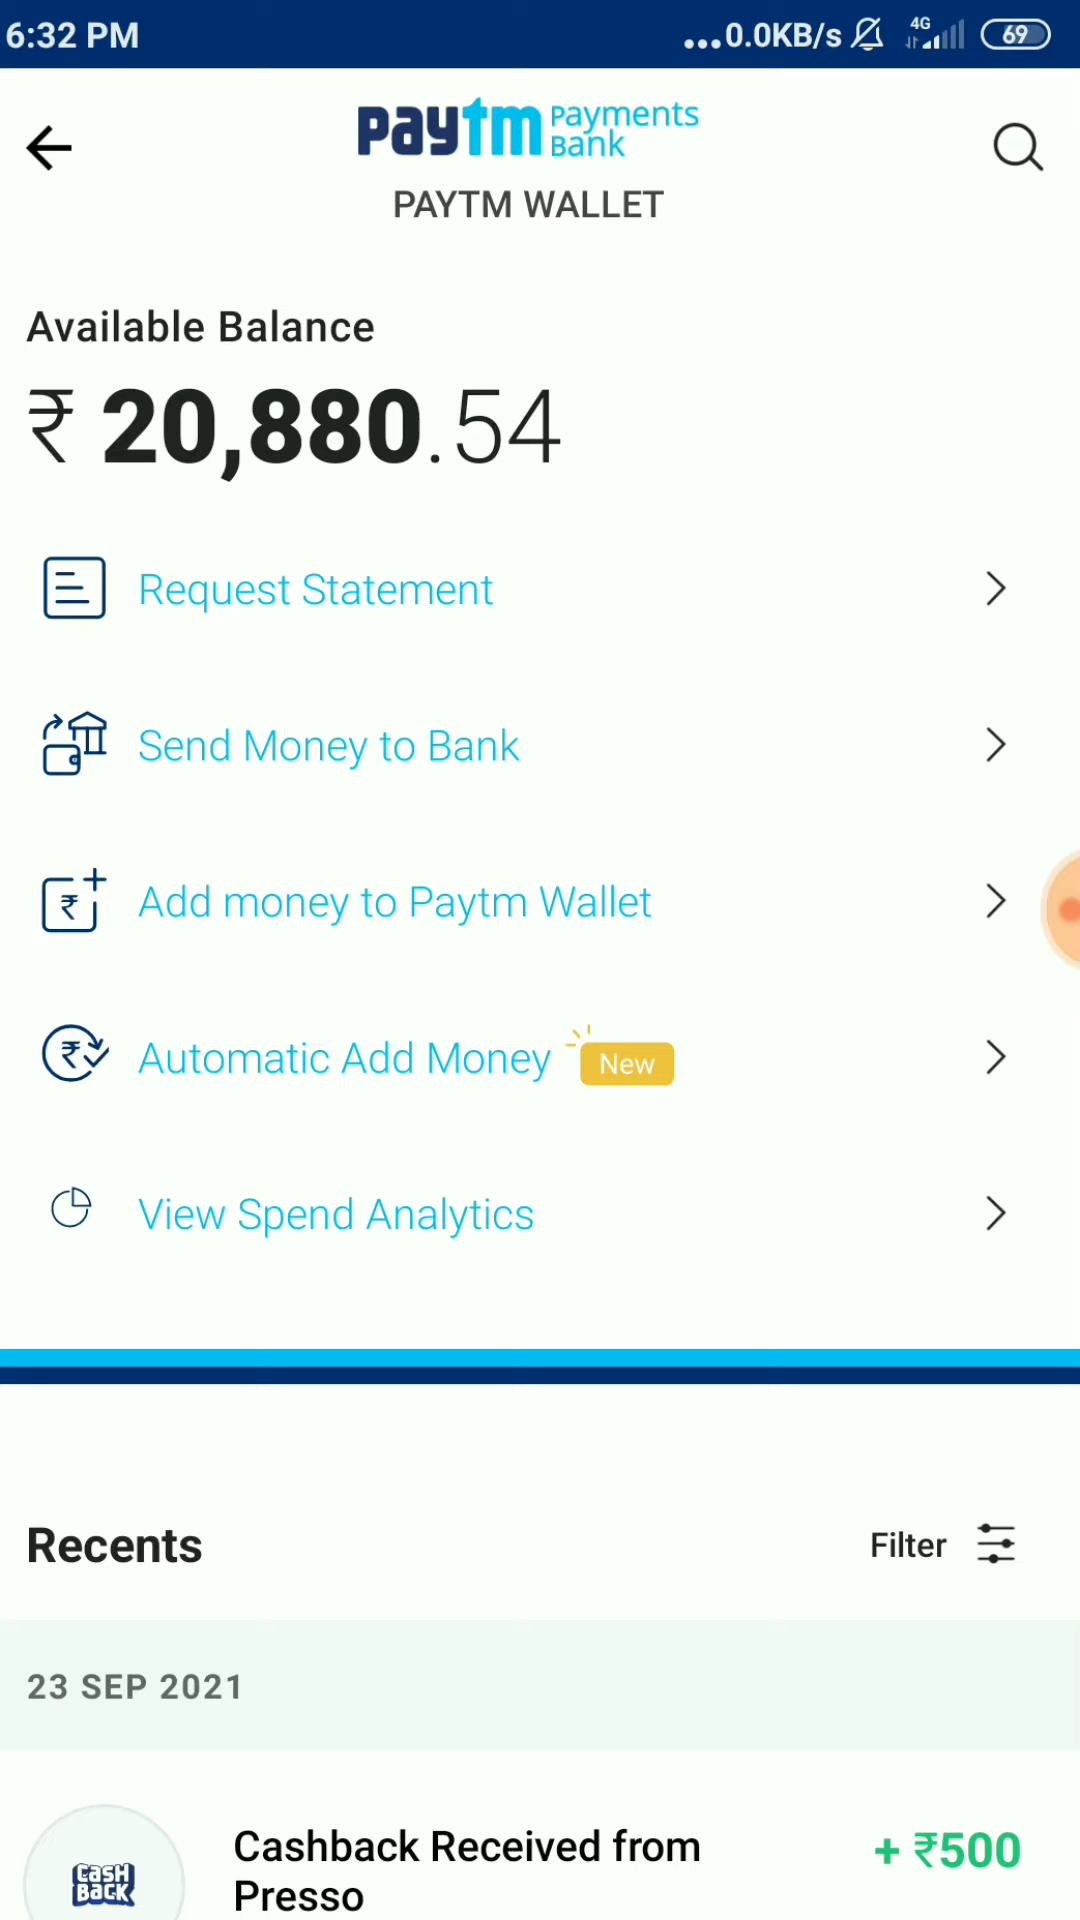 6:32 PM
...0.0KB/s 4G 69
paytm Payments Bank
PAYTM WALLET
Available Balance
₹ 20,880.54
Request Statement
Send Money to Bank
₹ Add money to Paytm Wallet
₹ Automatic Add Money New
View Spend Analytics
Recents Filter
23 SEP 2021
Cashback Received from + ₹500
CASH BACK Presso